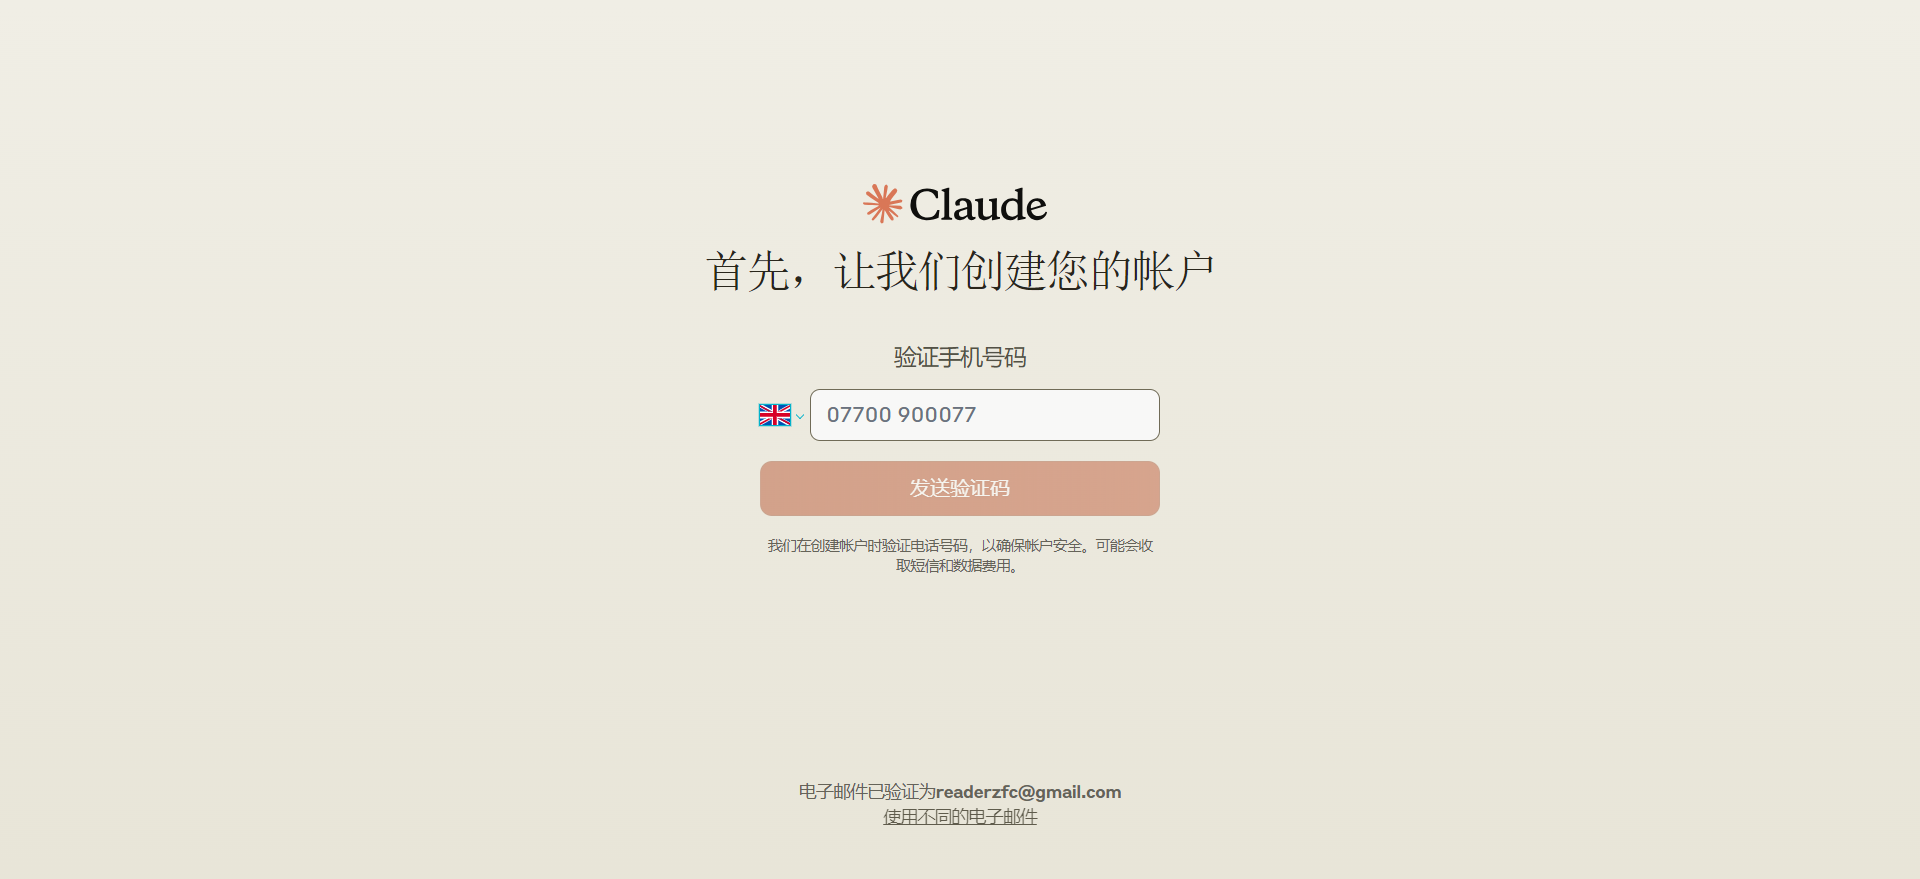 Claude
首先，让我们创建您的帐户
验证手机号码
07700 900077
发送验证码
我们在创建帐户时验证电话号码，以确保帐户安全。可能会收
取短信和数据费用。
电子邮件已验证为readerzfc@gmail.com
使用不同的电子邮件